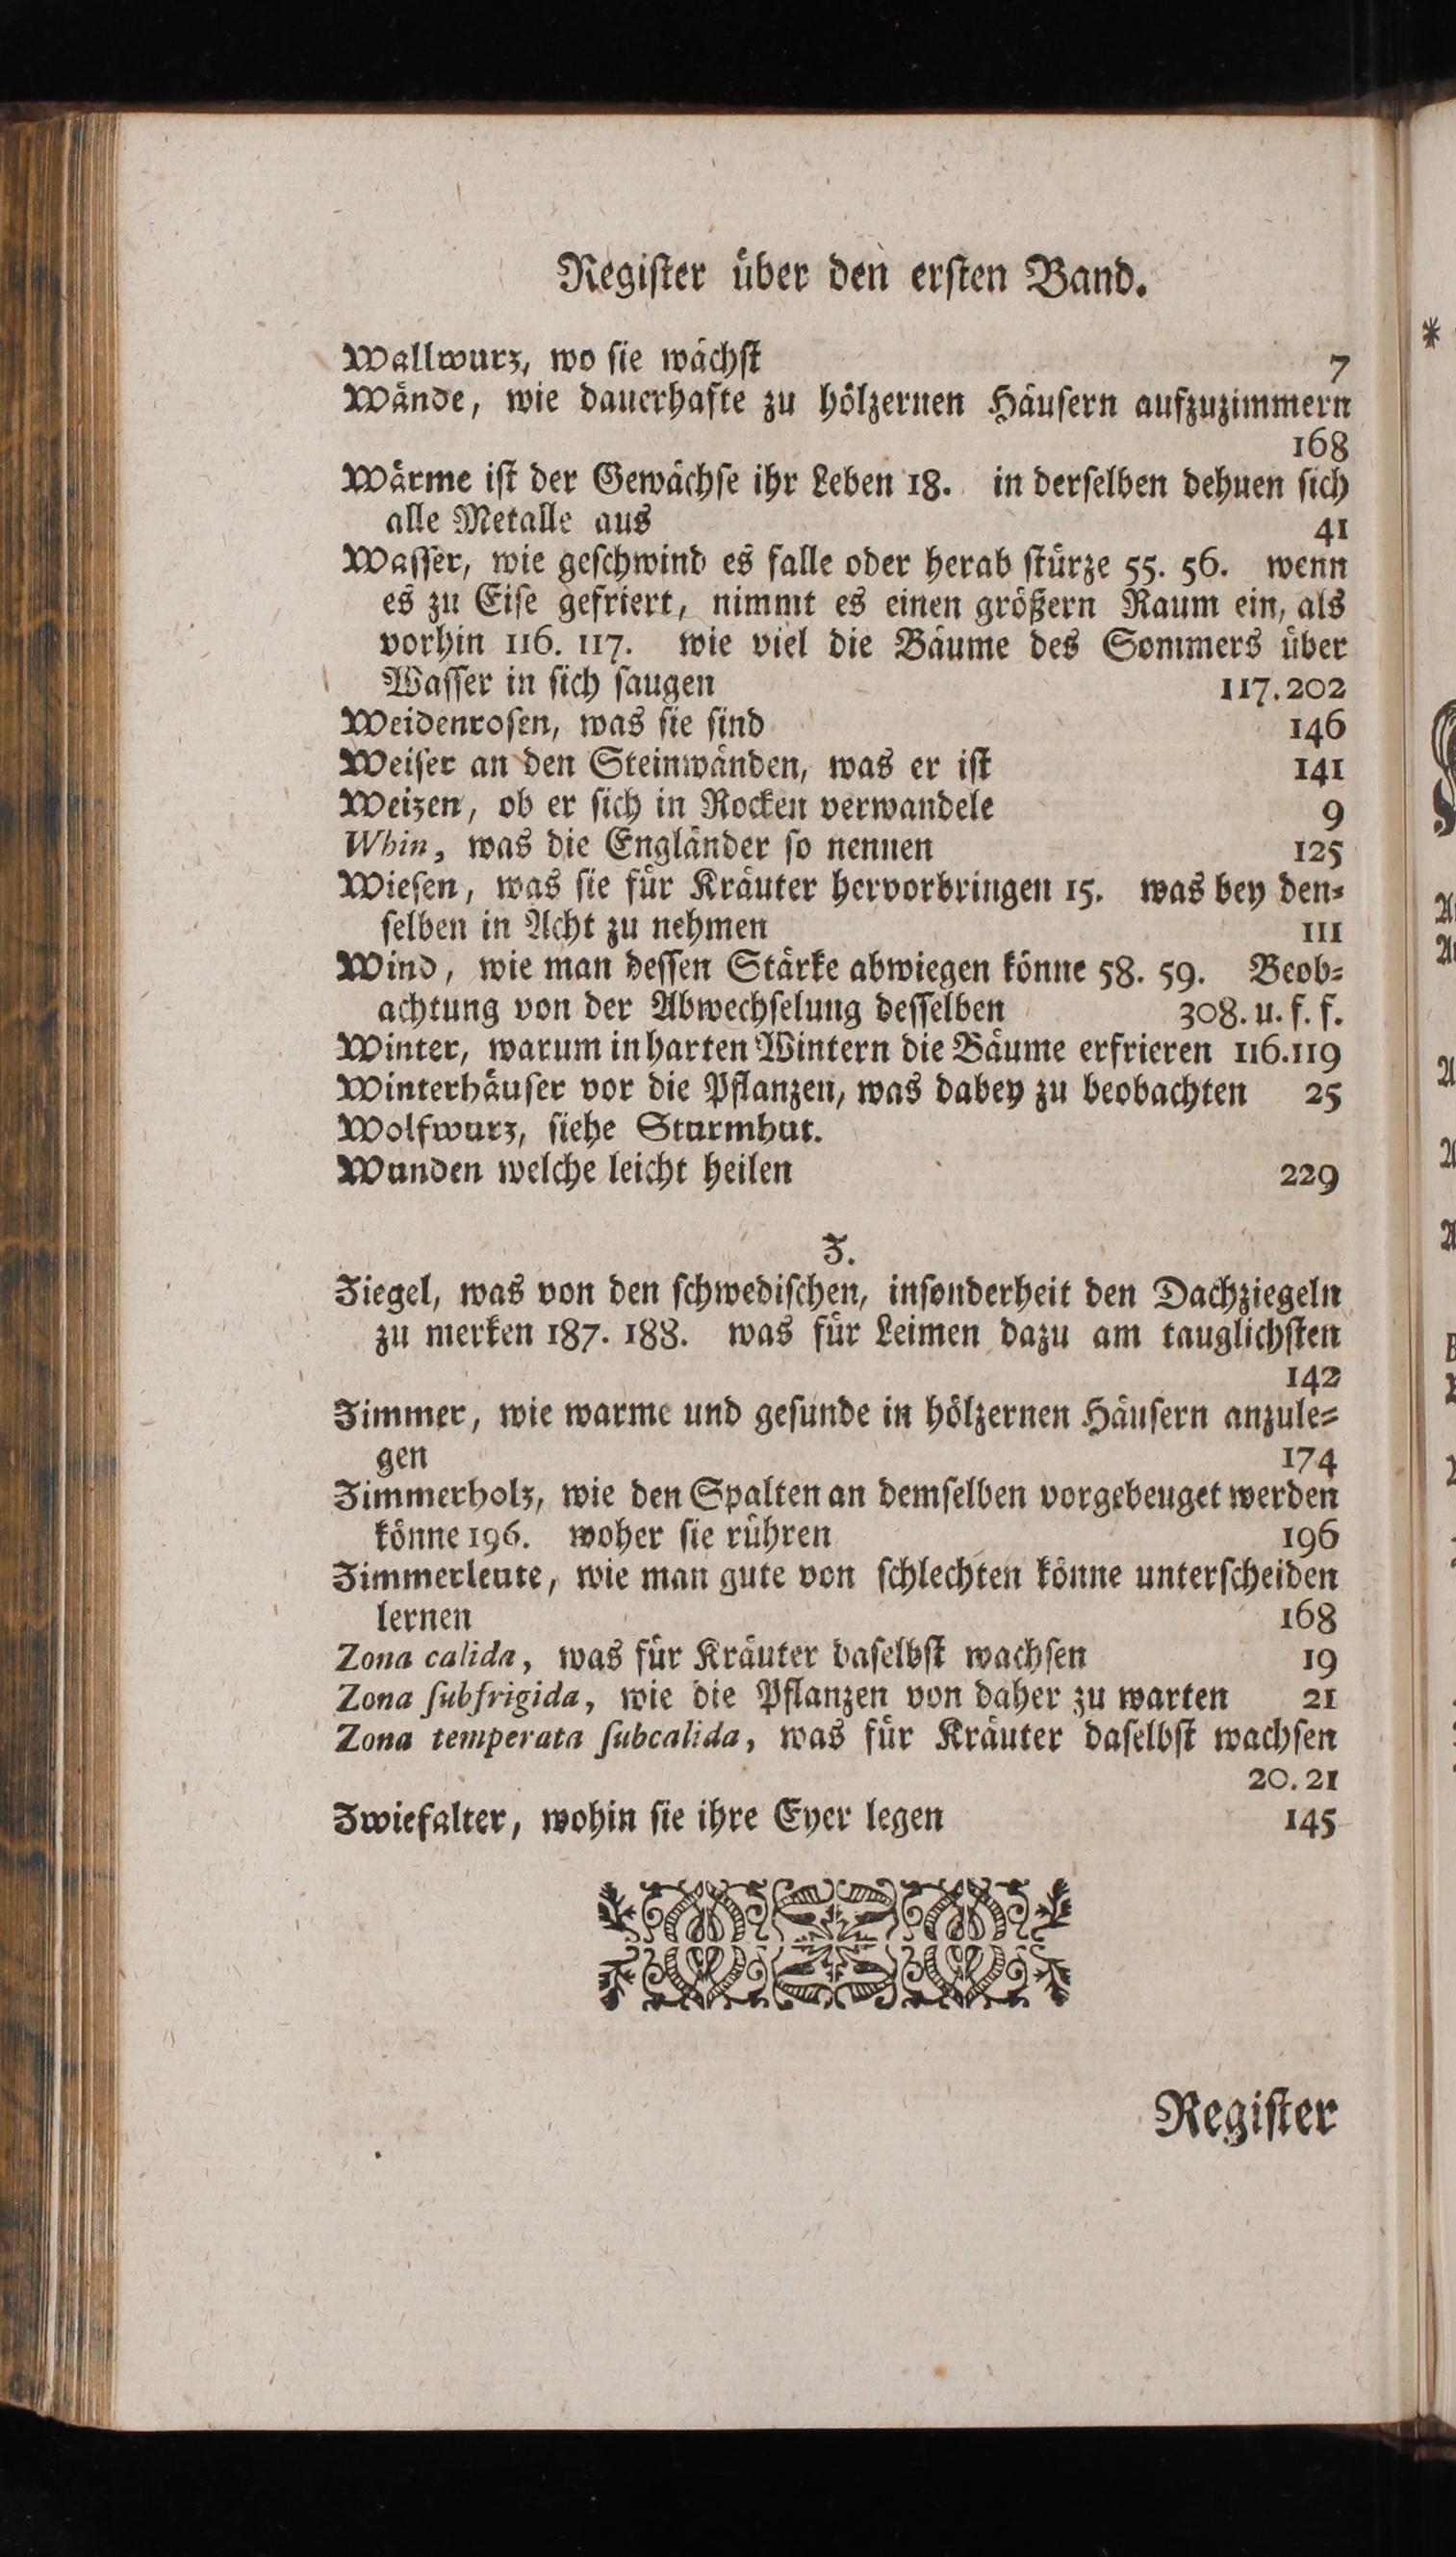 Regiſter über den erſten Band.
Wallwurz, wo ſie wächſt 7
Wände, wie dauerhafte zu hölzernen Häuſern aufzuzimmern
168
Wärme iſt der Gewächſe ihr Leben 18. in derſelben dehnen ſich
alle Metalle aus 41
Waſſer, wie geſchwind es falle oder herab ſtürze 55. 56. wenn
es zu Eiſe gefriert, nimmt es einen größern Raum ein, als
vorhin 116. 117. wie viel die Bäume des Sommers über
Waſſer in ſich ſaugen 117. 202
Weidenroſen, was ſie ſind 146
Weiſer an den Steinwänden, was er iſt 141
Weizen, ob er ſich in Rocken verwandele 9
Whin, was die Engländer ſo nennen 125
Wieſen, was ſie für Kräuter hervorbringen 15. was bey den⸗
ſelben in Acht zu nehmen 111
Wind, wie man deſſen Stärke abwiegen könne 58. 59. Beob⸗
achtung von der Abwechſelung deſſelben 308. u. f. f.
Winter, warum in harten Wintern die Bäume erfrieren 116. 119
Winterhäuſer vor die Pflanzen, was dabey zu beobachten 25
Wolfwurz, ſiehe Sturmhut.
Wunden welche leicht heilen 229
Z.
Ziegel, was von den ſchwediſchen, inſonderheit den Dachziegeln
zu merken 187. 188. was für Leimen dazu am tauglichſten
142
Zimmer, wie warme und geſunde in hölzernen Häuſern anzule⸗
gen 174
Zimmerholz, wie den Spalten an demſelben vorgebeuget werden
könne 196. woher ſie rühren 196
Zimmerleute, wie man gute von ſchlechten könne unterſcheiden
lernen 168
Zona calida, was für Kräuter daſelbſt wachſen 19
Zona ſubfrigida, wie die Pflanzen von daher zu warten 21
Zona temperata ſubcalida, was für Kräuter daſelbſt wachſen
20. 21
Zwiefalter, wohin ſie ihre Eyer legen 145
Regiſter